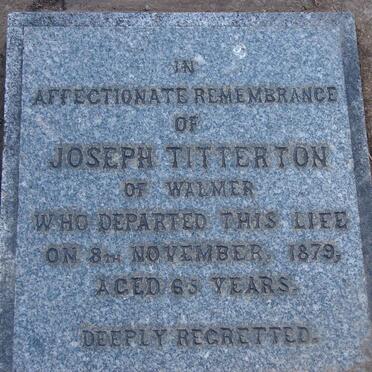 IN
AFFECTIONATE REMEMBRANCE
OF
JOSEPH TITTERTON
OF WALMER
WHO DEPARTED THIS LIFE
ON 8TH NOVEMBER, 1879,
AGED 65 YEARS.
DEEPLY REGRETTED.